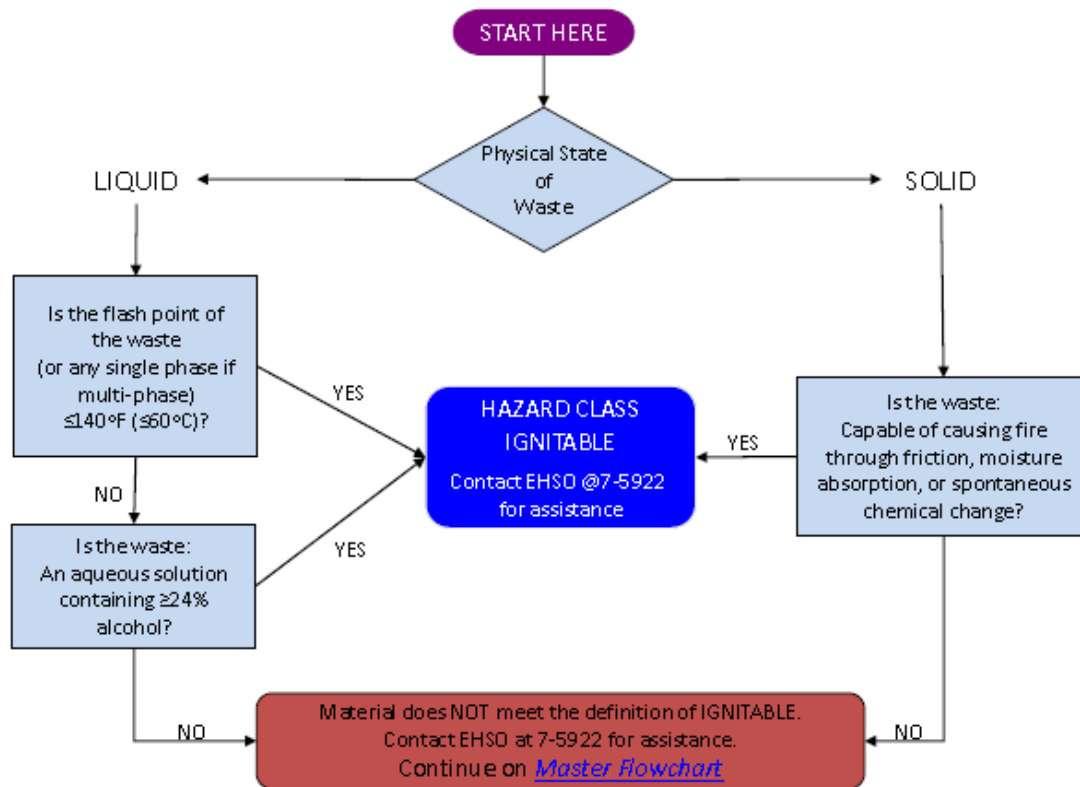 START HERE
Physical State
of
Waste
LIQUID
SOLID
Is the flash point of
the waste
(or any single phase if
multi-phase)
≤140°F (≤60°C)?
YES
NO
Is the waste:
An aqueous solution
containing ≥24%
alcohol?
YES
NO
HAZARD CLASS
IGNITABLE
Contact EHSO @7-5922
for assistance
YES
Is the waste:
Capable of causing fire
through friction, moisture
absorption, or spontaneous
chemical change?
NO
Material does NOT meet the definition of IGNITABLE.
Contact EHSO at 7-5922 for assistance.
Continue on Master Flowchart